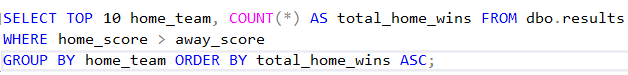 SELECT TOP 10 home_team, COUNT(*) AS total_home_wins FROM dbo.results
WHERE home_score > away_score
GROUP BY home_team ORDER BY total_home_wins ASC;